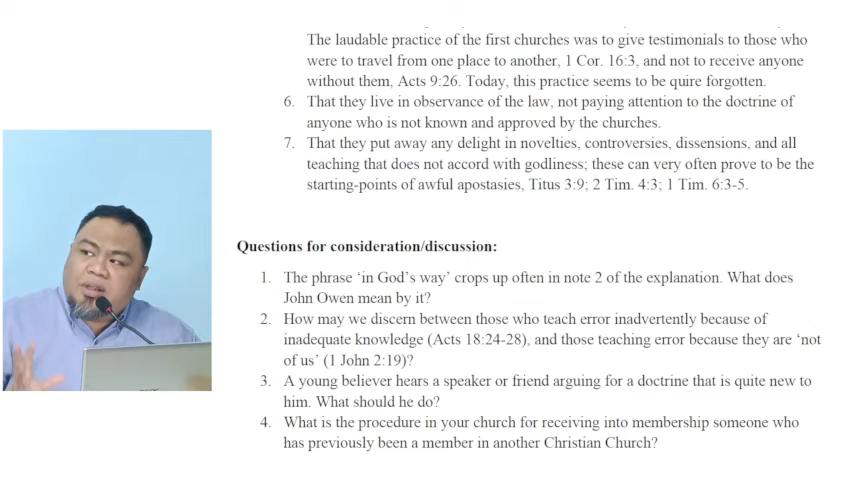 The laudable practice of the first churches was to give testimonials to those who
were to travel from one place to another, 1 Cor. 16:3, and not to receive anyone
without them, Acts 9:26. Today, this practice seems to be quire forgotten.
6. That they live in observance of the law, not paying attention to the doctrine of
anyone who is not known and approved by the churches.
7. That they put away any delight in novelties, controversies, dissensions, and all
teaching that does not accord with godliness; these can very often prove to be the
starting-points of awful apostasies, Titus 3:9; 2 Tim. 4:3; 1 Tim. 6:3-5.
Questions for consideration/discussion:
1. The phrase ‘in God’s way’ crops up often in note 2 of the explanation. What does
John Owen mean by it?
2. How may we discern between those who teach error inadvertently because of
inadequate knowledge (Acts 18:24-28), and those teaching error because they are ‘not
of us’ (1 John 2:19)?
3. A young believer hears a speaker or friend arguing for a doctrine that is quite new to
him. What should he do?
4. What is the procedure in your church for receiving into membership someone who
has previously been a member in another Christian Church?